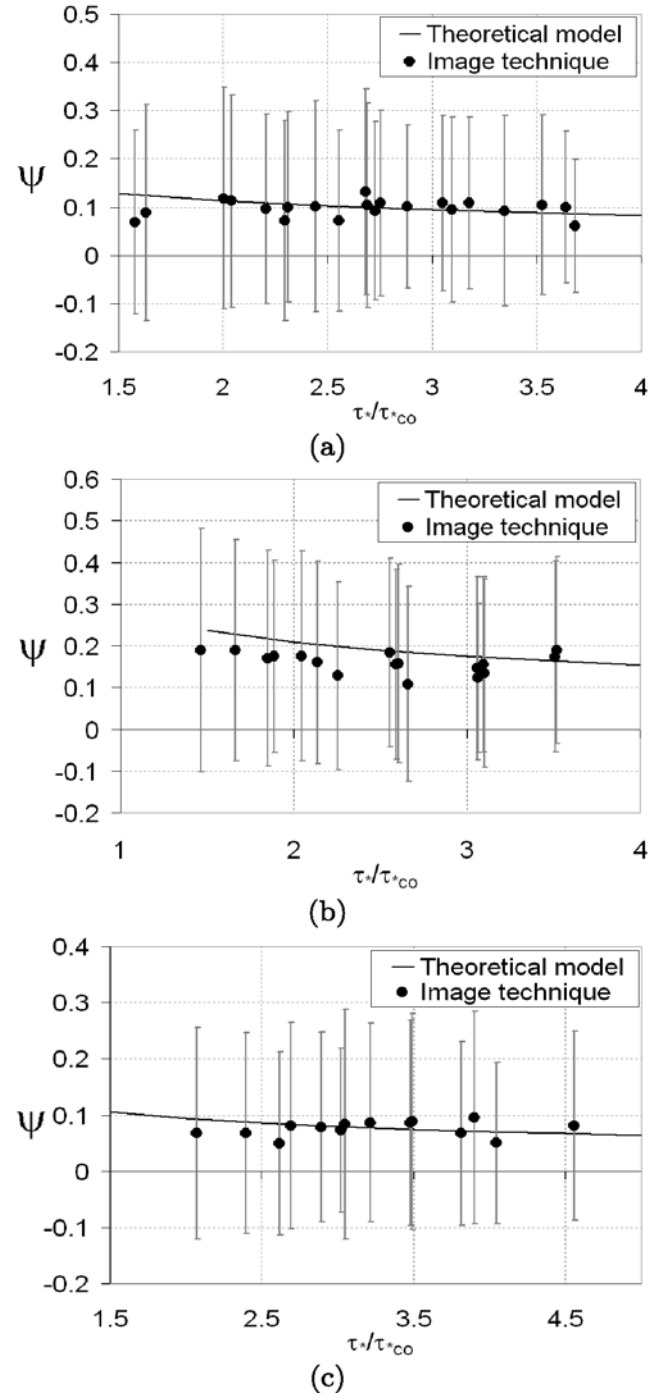 0.5
Theoretical model
0.4
Image technique
0.3
0.2
ψ
0.1
0
-0.1
-0.2
1.5 2 2.5 3 3.5 4
τ*/τ*co
(a)
0.6
Theoretical model
0.5
Image technique
0.4
0.3
ψ
0.2
0.1
0
-0.1
-0.2
1 2 3 4
τ*/τ*co
(b)
0.4
Theoretical model
Image technique
0.3
0.2
ψ
0.1
0
-0.1
-0.2
1.5 2.5 3.5 4.5
τ*/τ*co
(c)